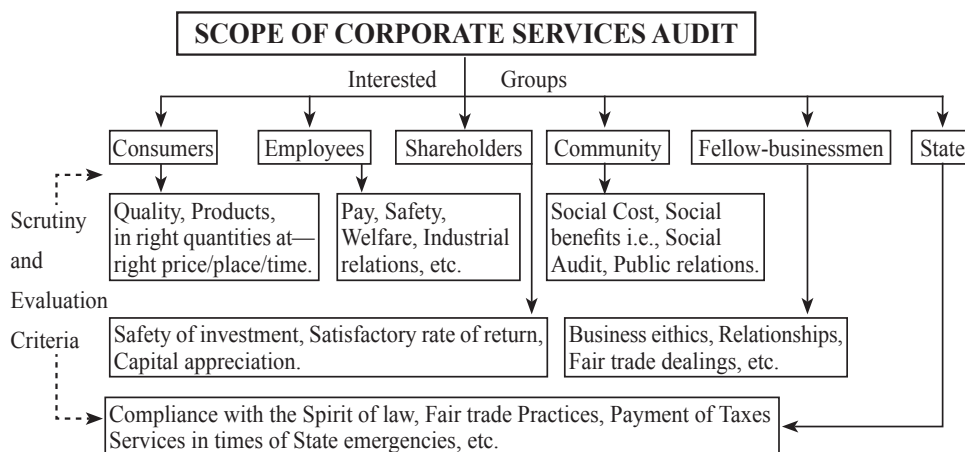 SCOPE OF CORPORATE SERVICES AUDIT
Interested Groups
Consumers Employees Shareholders Community Fellow-businessmen State
Scrutiny
and
Evaluation
Criteria
Quality, Products,
in right quantities at—
right price/place/time.
Pay, Safety,
Welfare, Industrial
relations, etc.
Social Cost, Social
benefits i.e., Social
Audit, Public relations.
Safety of investment, Satisfactory rate of return,
Capital appreciation.
Business eithics, Relationships,
Fair trade dealings, etc.
Compliance with the Spirit of law, Fair trade Practices, Payment of Taxes
Services in times of State emergencies, etc.